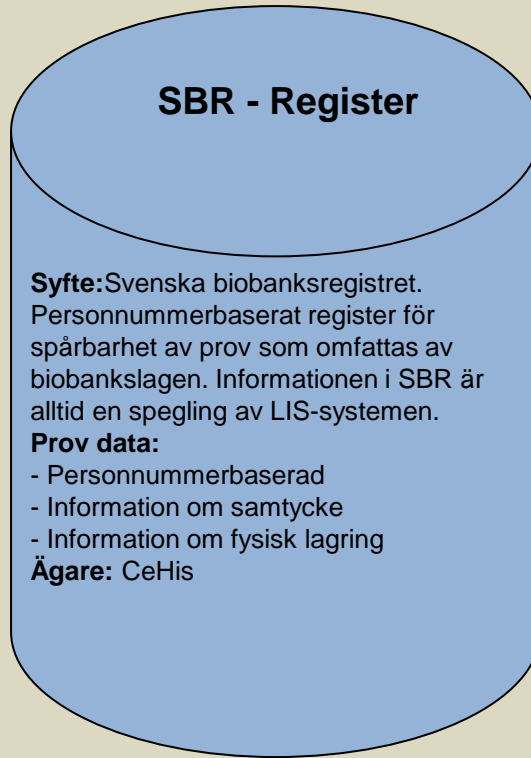 SBR - Register
Syfte:Svenska biobanksregistret.
Personnummerbaserat register för
spårbarhet av prov som omfattas av
biobankslagen. Informationen i SBR är
alltid en spegling av LIS-systemen.
Prov data:
- Personnummerbaserad
- Information om samtycke
- Information om fysisk lagring
Ägare: CeHis